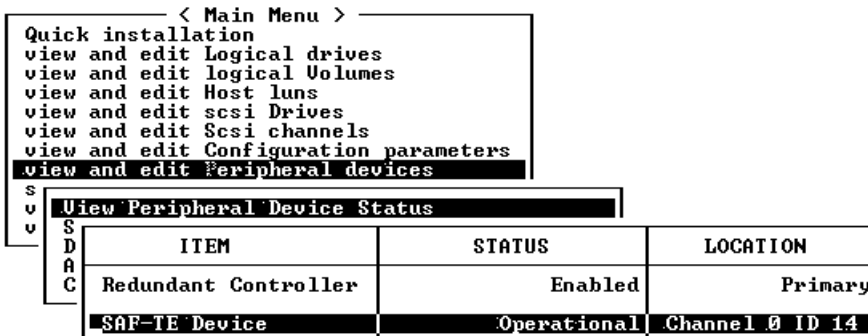 < Main Menu >
Quick installation
view and edit Logical drives
view and edit logical Volumes
view and edit Host luns
view and edit scsi Drives
view and edit Scsi channels
view and edit Configuration parameters
view and edit Peripheral devices
s
v View Peripheral Device Status
v S
D ITEM STATUS LOCATION
A
C Redundant Controller Enabled Primary
SAF-TE Device Operational Channel 0 ID 14